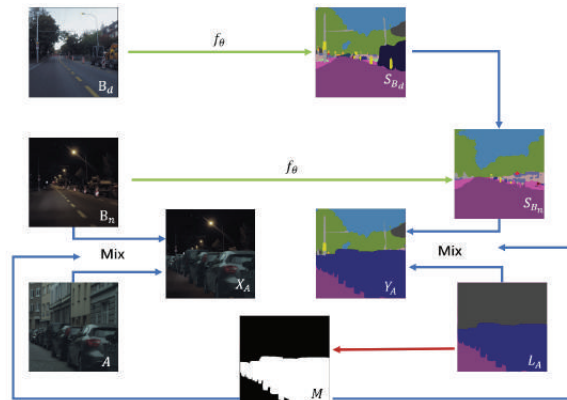 f_θ
B_d
S_{B_d}
B_n
f_θ
S_{B_n}
Mix
X_A
Y_A
Mix
A
M
L_A